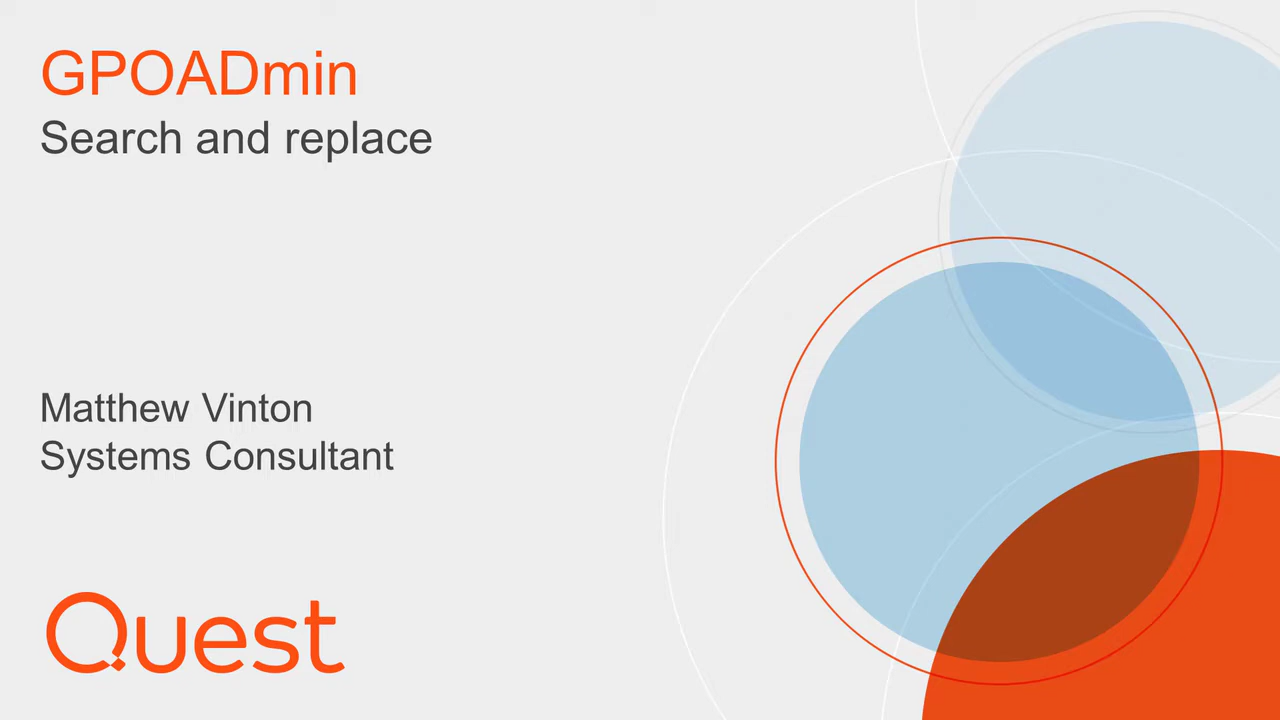 GPOADmin
Search and replace
Matthew Vinton
Systems Consultant
Quest